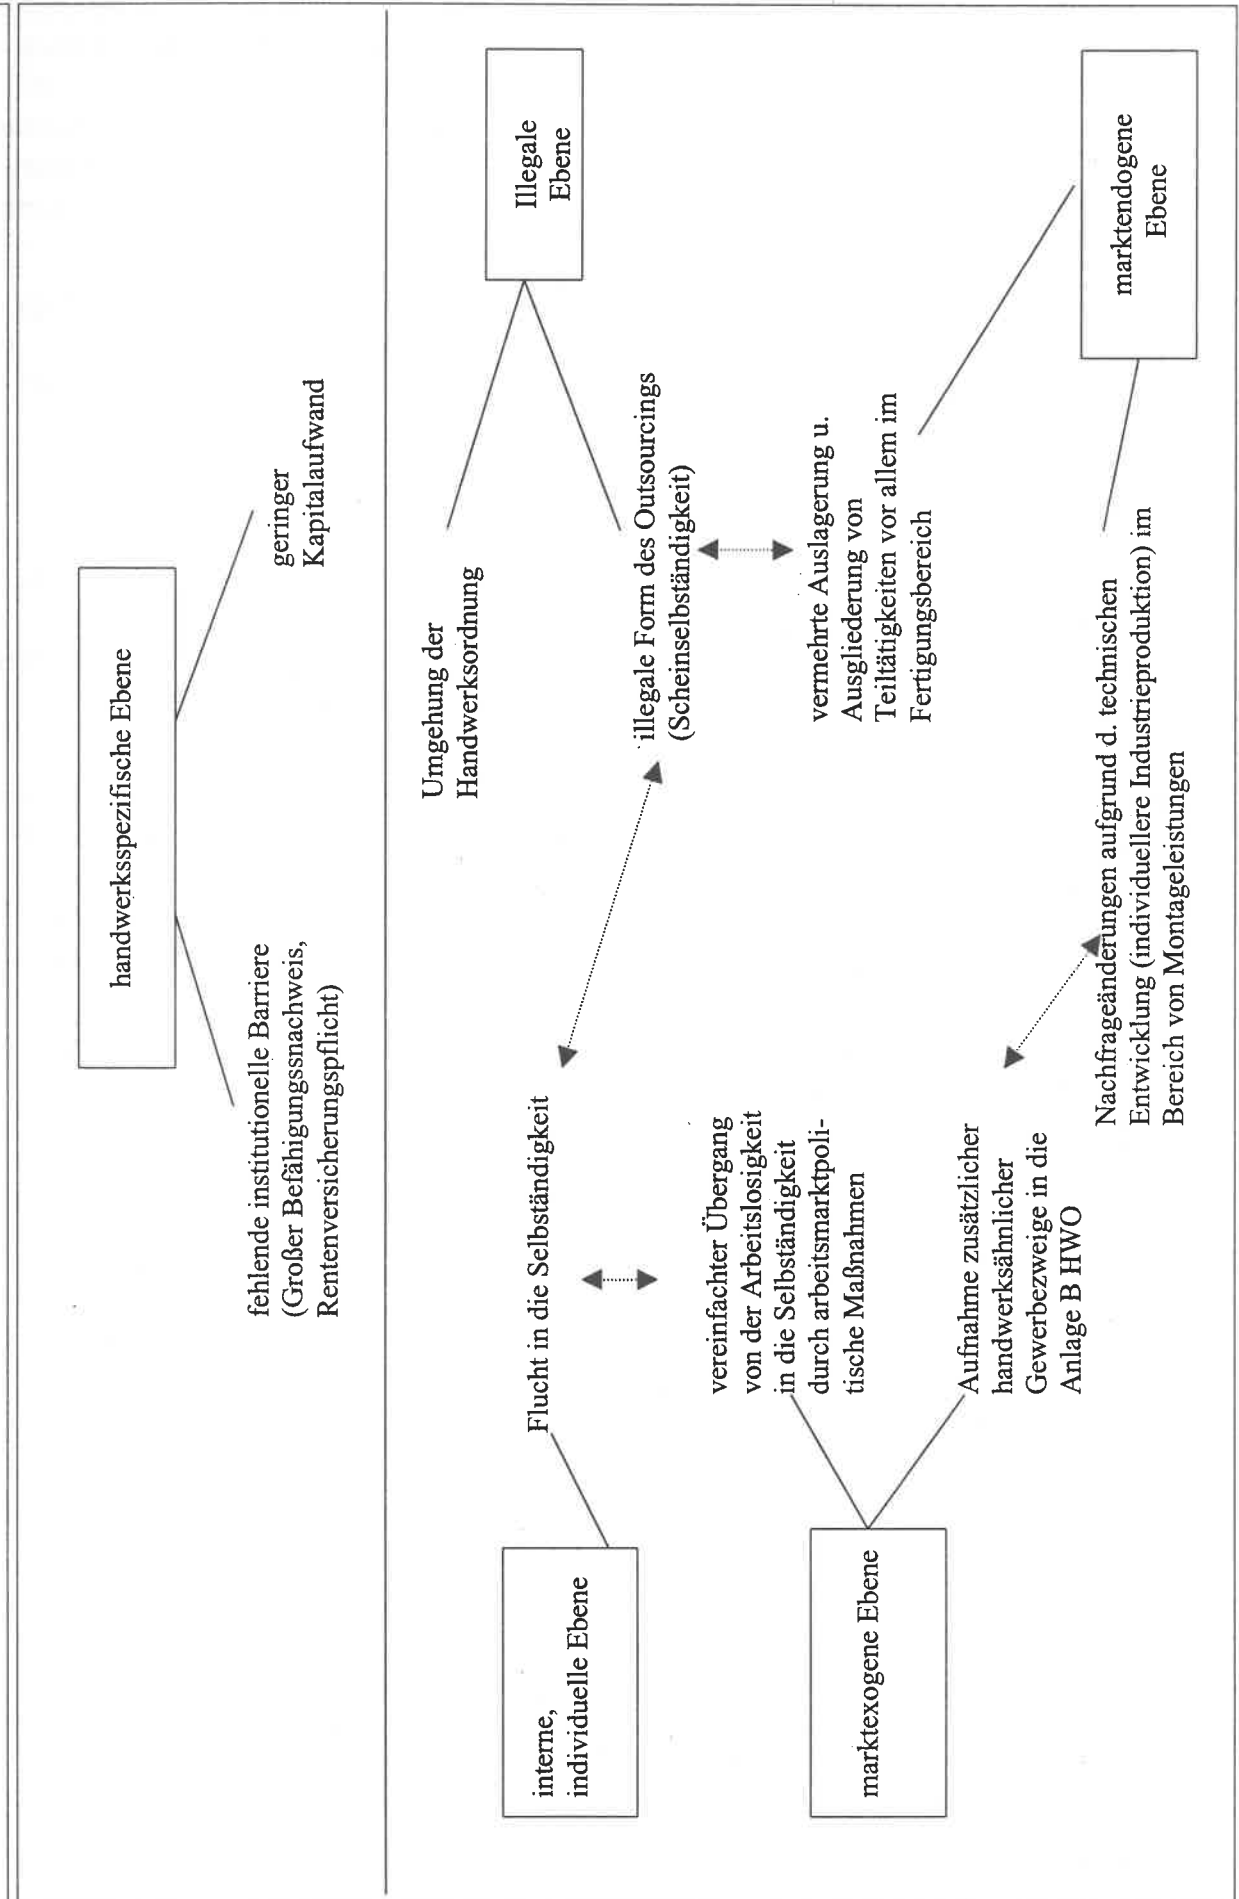 handwerksspezifische Ebene
fehlende institutionelle Barriere
(Großer Befähigungssnachweis,
Rentenversicherungspflicht)
geringer
Kapitalaufwand
interne,
individuelle Ebene
Flucht in die Selbständigkeit
Umgehung der
Handwerksordnung
Illegale
Ebene
illegale Form des Outsourcings
(Scheinselbständigkeit)
marktexogene Ebene
vereinfachter Übergang
von der Arbeitslosigkeit
in die Selbständigkeit
durch arbeitsmarktpoli-
tische Maßnahmen
vermehrte Auslagerung u.
Ausgliederung von
Teiltätigkeiten vor allem im
Fertigungsbereich
Aufnahme zusätzlicher
handwerksähnlicher
Gewerbezweige in die
Anlage B HWO
Nachfrageänderungen aufgrund d. technischen
Entwicklung (individuellere Industrieproduktion) im
Bereich von Montageleistungen
marktendogene
Ebene